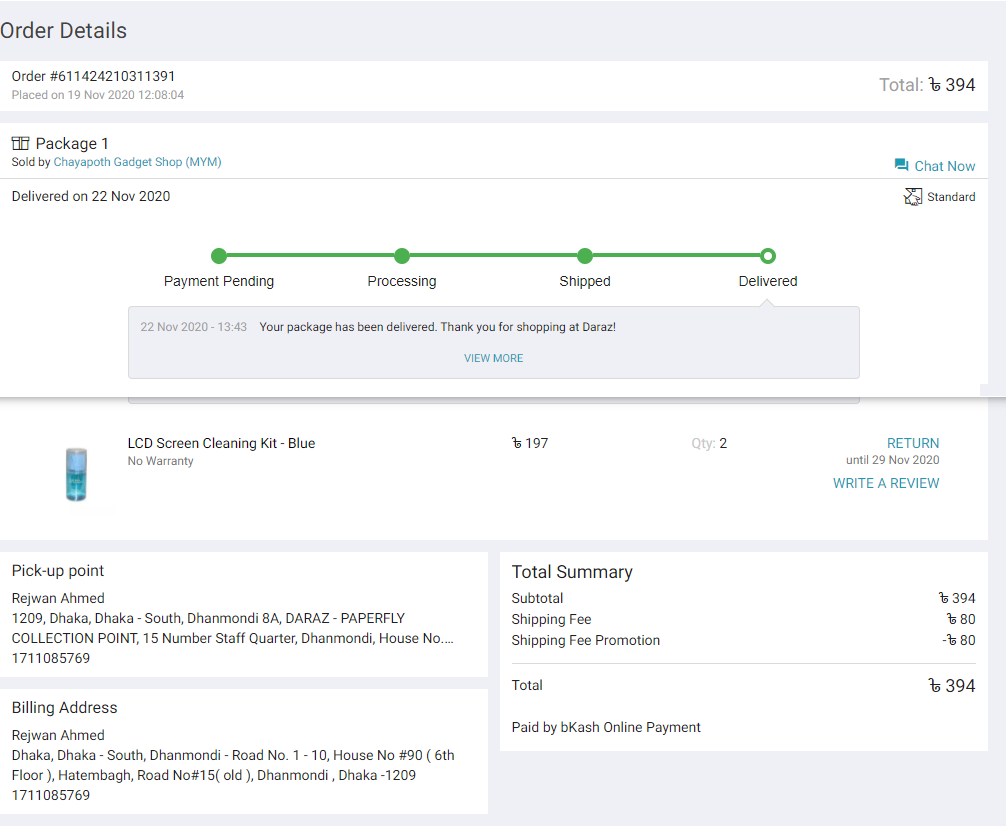 Order Details
Order #611424210311391
Placed on 19 Nov 2020 12:08:04
Total: ৳ 394
Package 1
Sold by Chayapoth Gadget Shop (MYM)
Chat Now
Delivered on 22 Nov 2020
Standard
Payment Pending
Processing
Shipped
Delivered
22 Nov 2020 - 13:43 Your package has been delivered. Thank you for shopping at Daraz!
VIEW MORE
LCD Screen Cleaning Kit - Blue
৳ 197
Qty: 2
RETURN
No Warranty
until 29 Nov 2020
WRITE A REVIEW
Pick-up point
Rejwan Ahmed
1209, Dhaka, Dhaka - South, Dhanmondi 8A, DARAZ - PAPERFLY
COLLECTION POINT, 15 Number Staff Quarter, Dhanmondi, House No....
1711085769
Billing Address
Rejwan Ahmed
Dhaka, Dhaka - South, Dhanmondi - Road No. 1 - 10, House No #90 ( 6th
Floor ), Hatembagh, Road No#15( old ), Dhanmondi , Dhaka -1209
1711085769
Total Summary
Subtotal ৳ 394
Shipping Fee ৳ 80
Shipping Fee Promotion -৳ 80
Total ৳ 394
Paid by bKash Online Payment